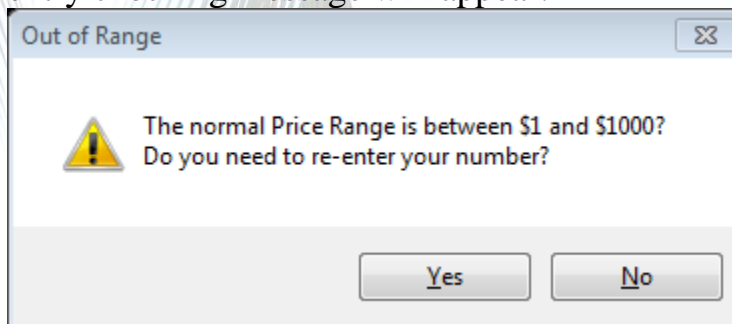 Out of Range
The normal Price Range is between $1 and $1000?
Do you need to re-enter your number?
Yes
No